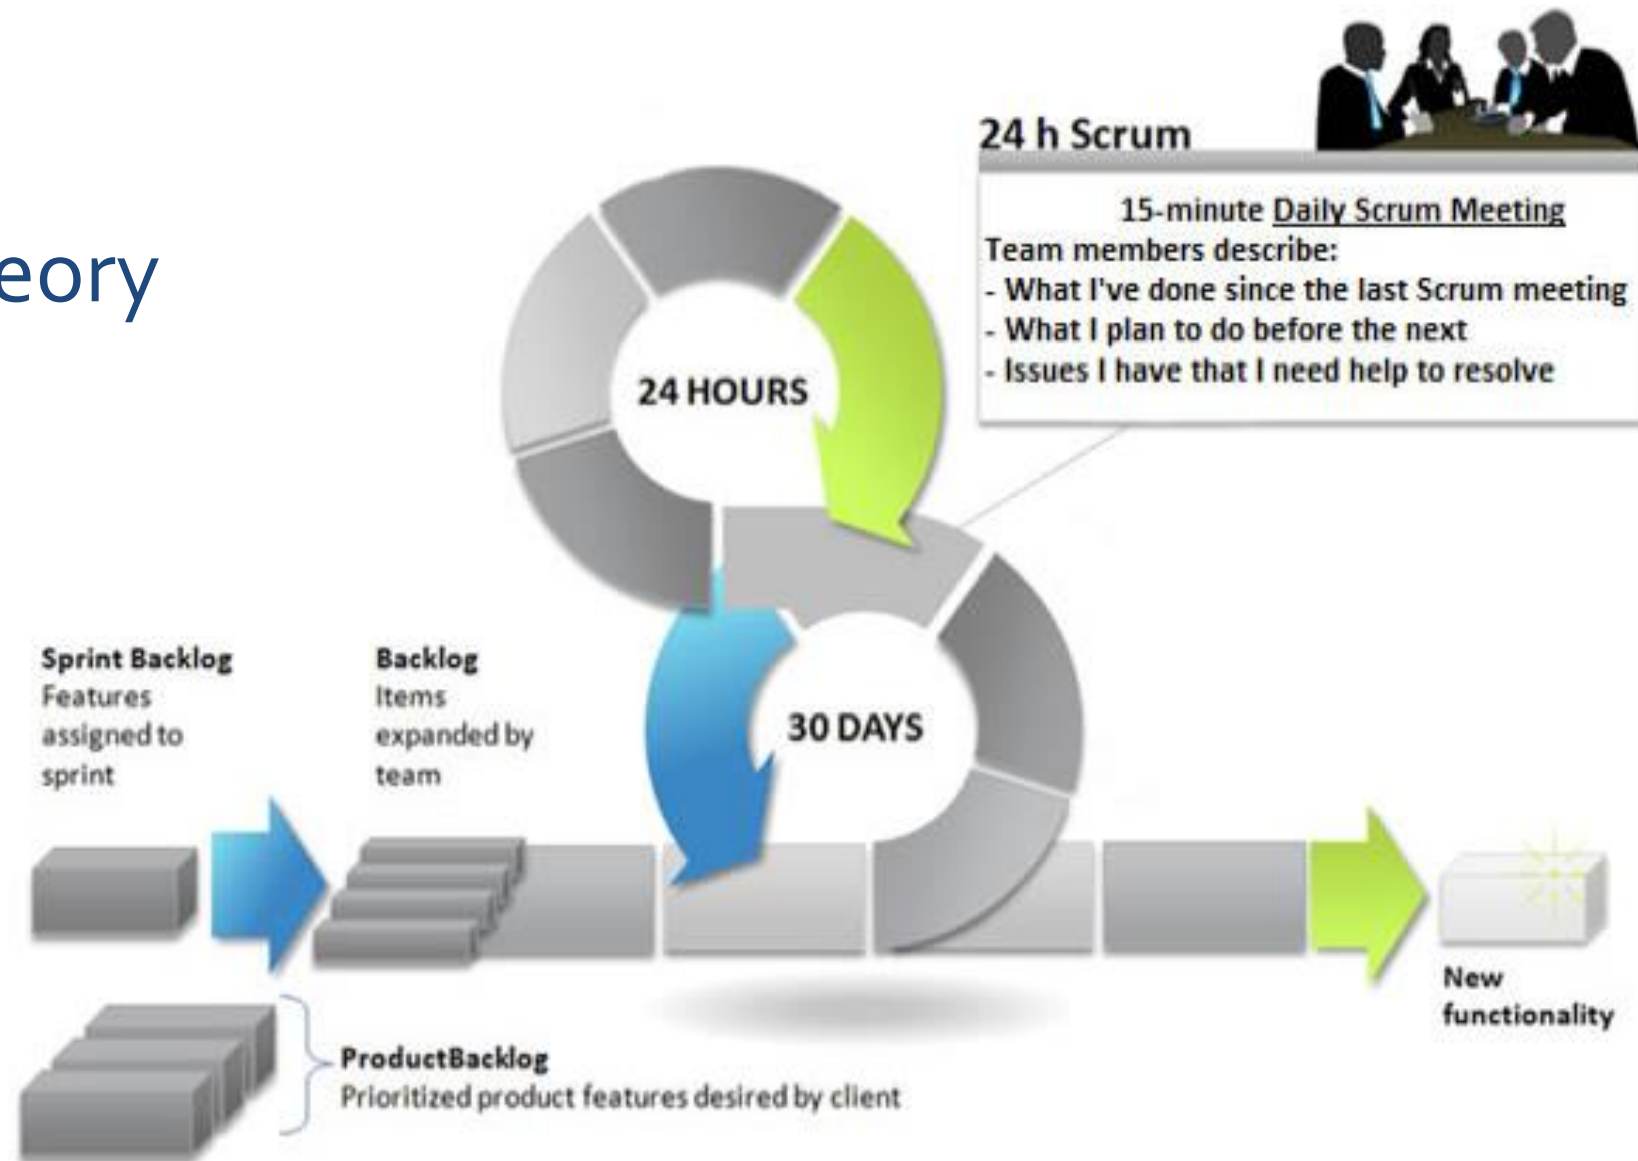 eory
24 h Scrum
15-minute Daily Scrum Meeting
Team members describe:
- What I've done since the last Scrum meeting
- What I plan to do before the next
- Issues I have that I need help to resolve
24 HOURS
30 DAYS
Sprint Backlog
Features
assigned to
sprint
Backlog
Items
expanded by
team
New
functionality
ProductBacklog
Prioritized product features desired by client